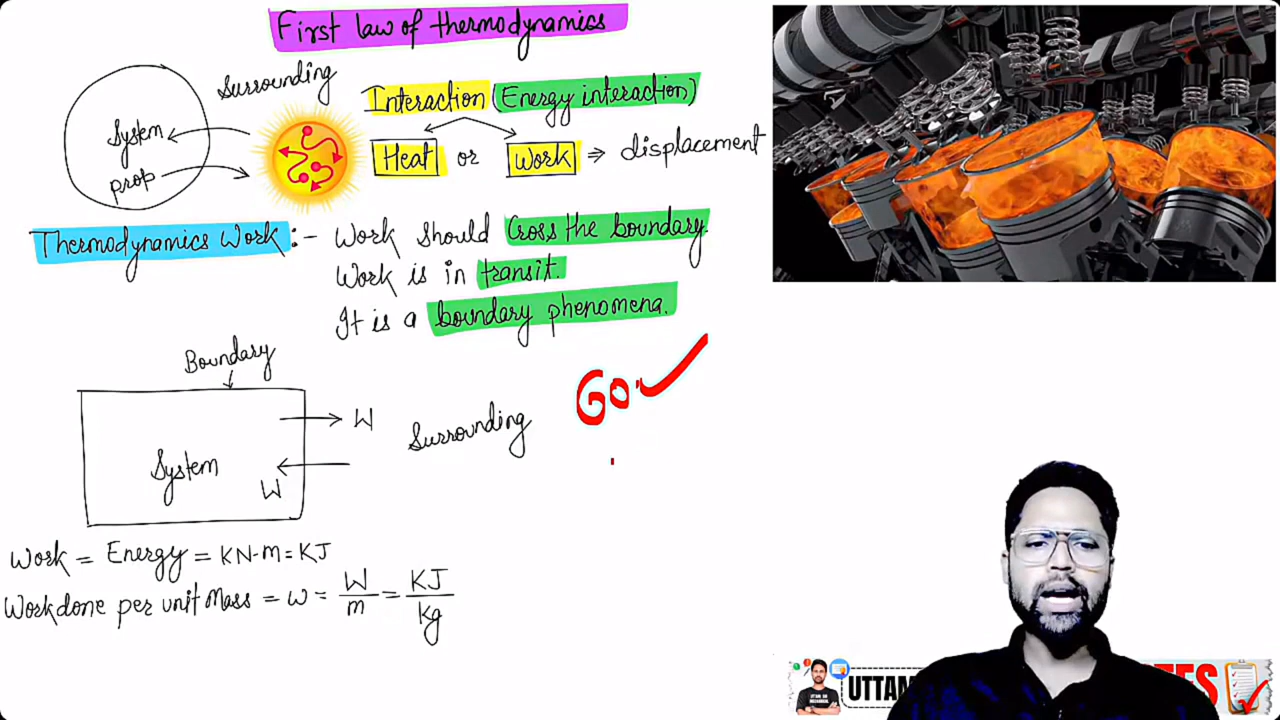 First law of thermodynamics
Surrounding
System
prop
Interaction (Energy interaction)
Heat or Work ⇒ displacement
Thermodynamics Work :- Work should Cross the boundary.
Work is in transit.
It is a boundary phenomena.
Boundary
W
System
W
Surrounding
Go.
Work = Energy = KN-m = KJ
Workdone per unit Mass = w = W/m = KJ/Kg
UTTAM